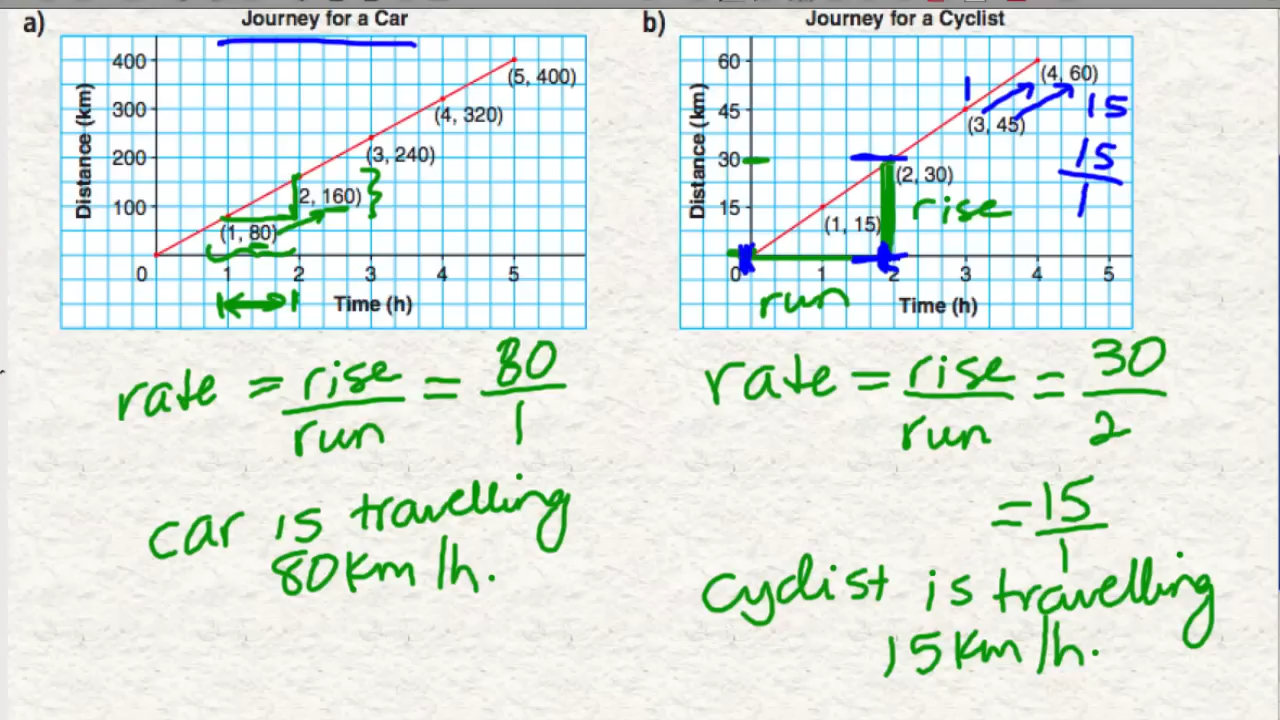 a)
Journey for a Car
Distance (km)
400
300
200
100
0
1
2
3
4
5
Time (h)
(5, 400)
(4, 320)
(3, 240)
2, 160)
(1, 80)
rate = rise/run = 80/1
car is travelling
80km/h.
b)
Journey for a Cyclist
Distance (km)
60
45
30
15
0
1
2
3
4
5
Time (h)
(4, 60)
(3, 45)
(2, 30)
(1, 15)
1
15
15/1
rise
run
rate = rise/run = 30/2
= 15/1
cyclist is travelling
15km/h.